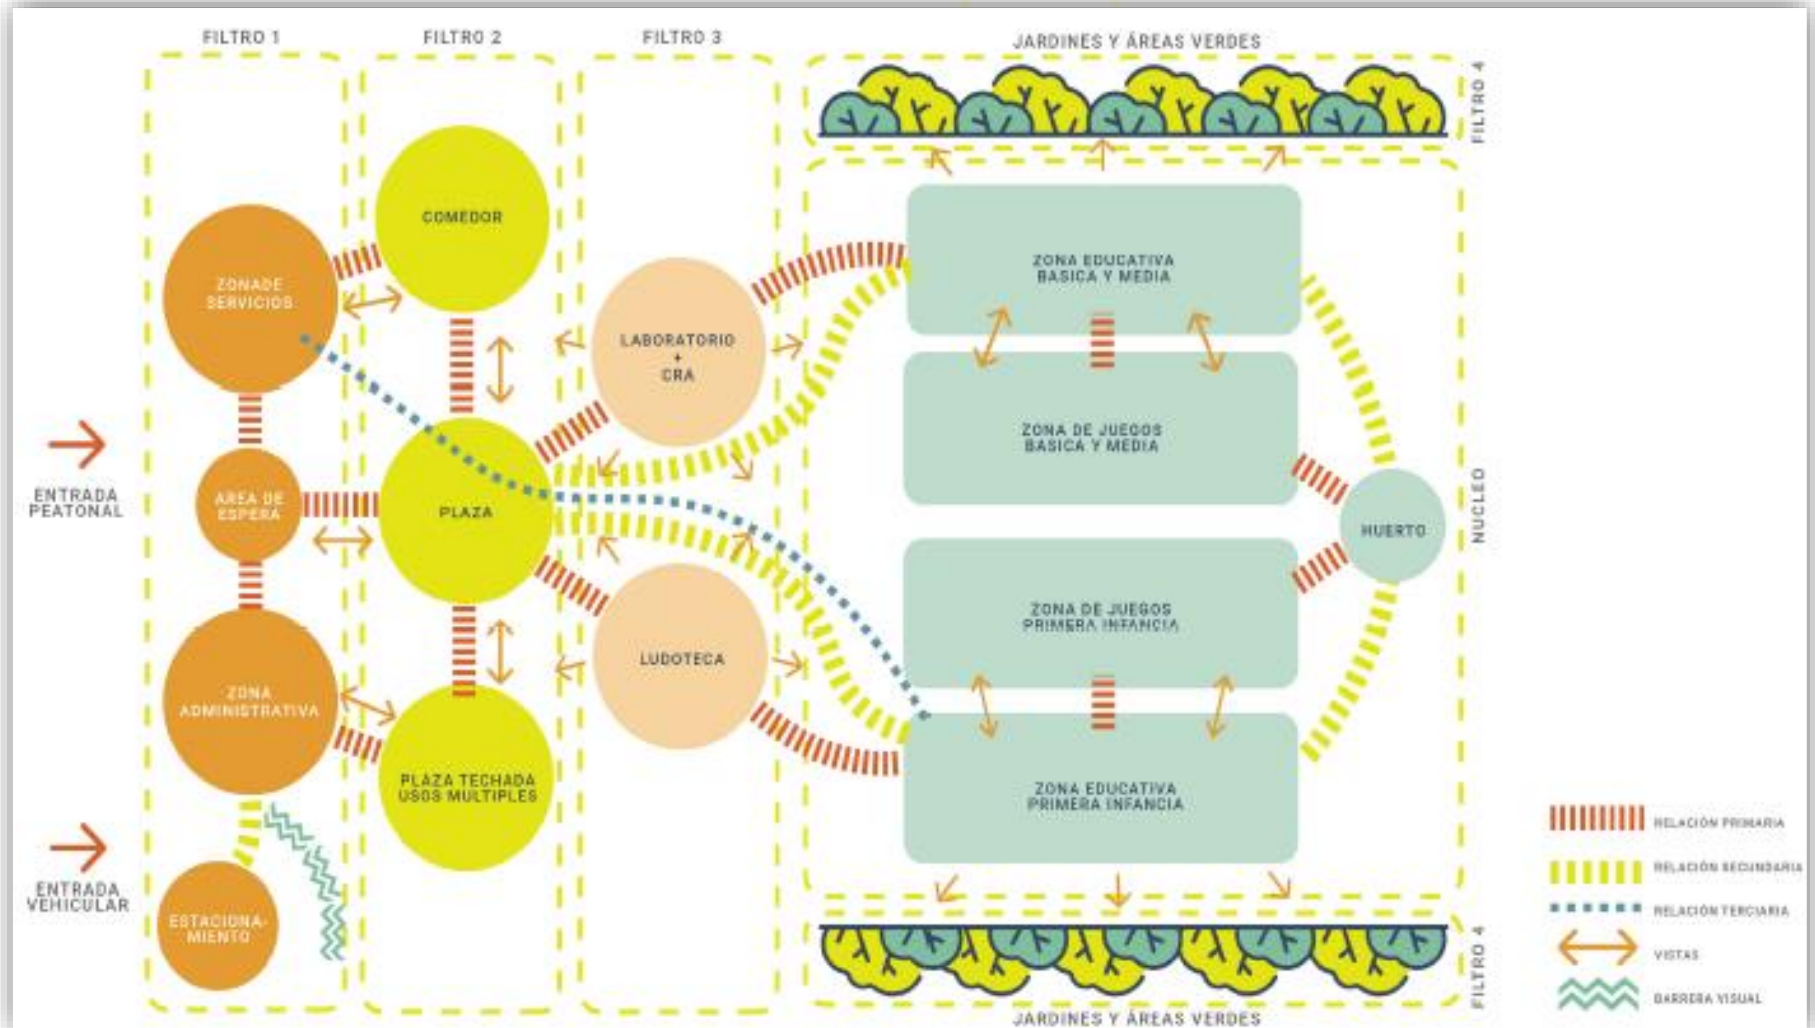 FILTRO 1
FILTRO 2
FILTRO 3
JARDINES Y ÁREAS VERDES
FILTRO 4
COMEDOR
ZONADE
SERVICIOS
ZONA EDUCATIVA
BASICA Y MEDIA
LABORATORIO
+
CRA
ZONA DE JUEGOS
BASICA Y MEDIA
ENTRADA
PEATONAL
AREA DE
ESPERA
PLAZA
HUERTO
NUCLEO
ZONA DE JUEGOS
PRIMERA INFANCIA
LUDOTECA
ZONA
ADMINISTRATIVA
PLAZA TECHADA
USOS MULTIPLES
ZONA EDUCATIVA
PRIMERA INFANCIA
ENTRADA
VEHICULAR
ESTACIONA-
MIENTO
RELACIÓN PRIMARIA
RELACIÓN SECUNDARIA
RELACIÓN TERCIARIA
VISTAS
BARRERA VISUAL
FILTRO 4
JARDINES Y ÁREAS VERDES